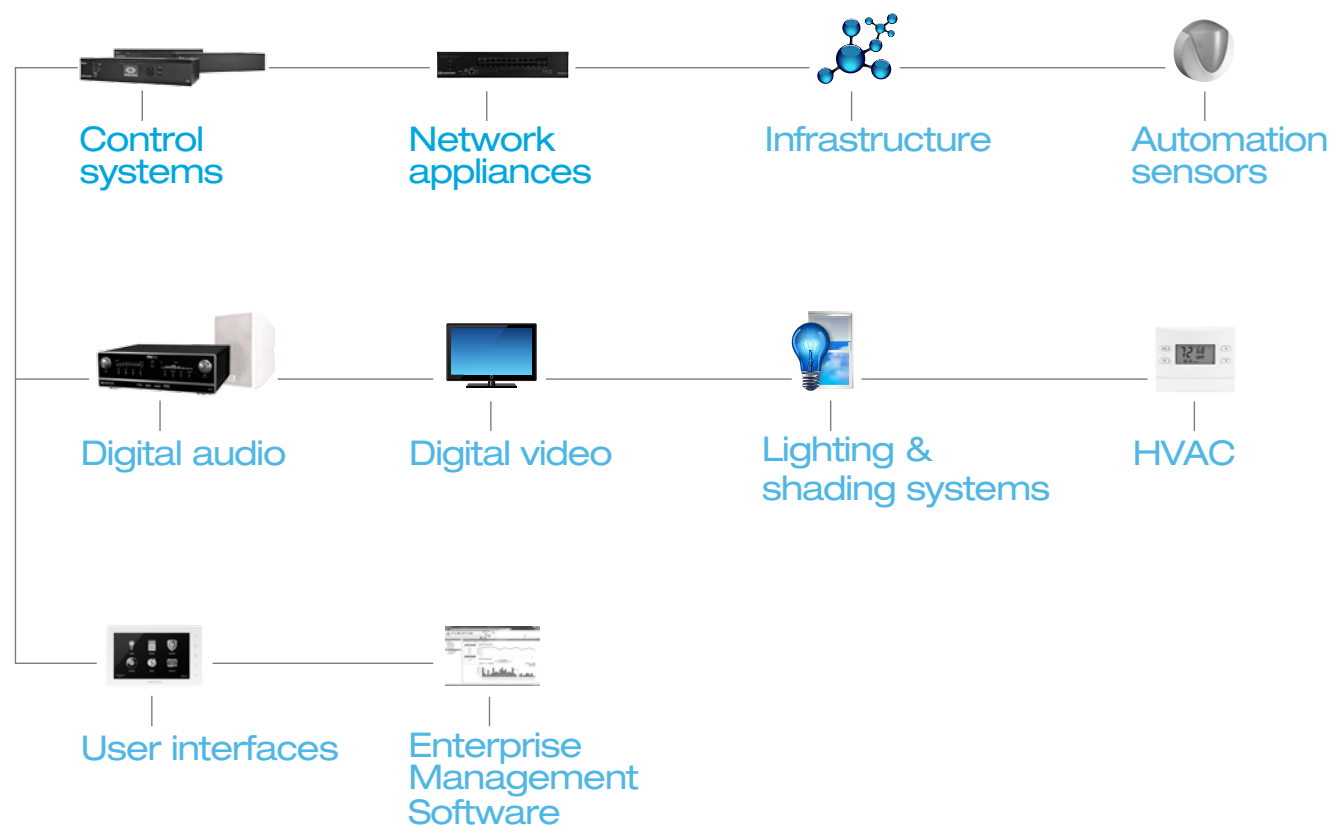 Control
systems
Network
appliances
Infrastructure
Automation
sensors
Digital audio
Digital video
Lighting &
shading systems
HVAC
72
User interfaces
Enterprise
Management
Software